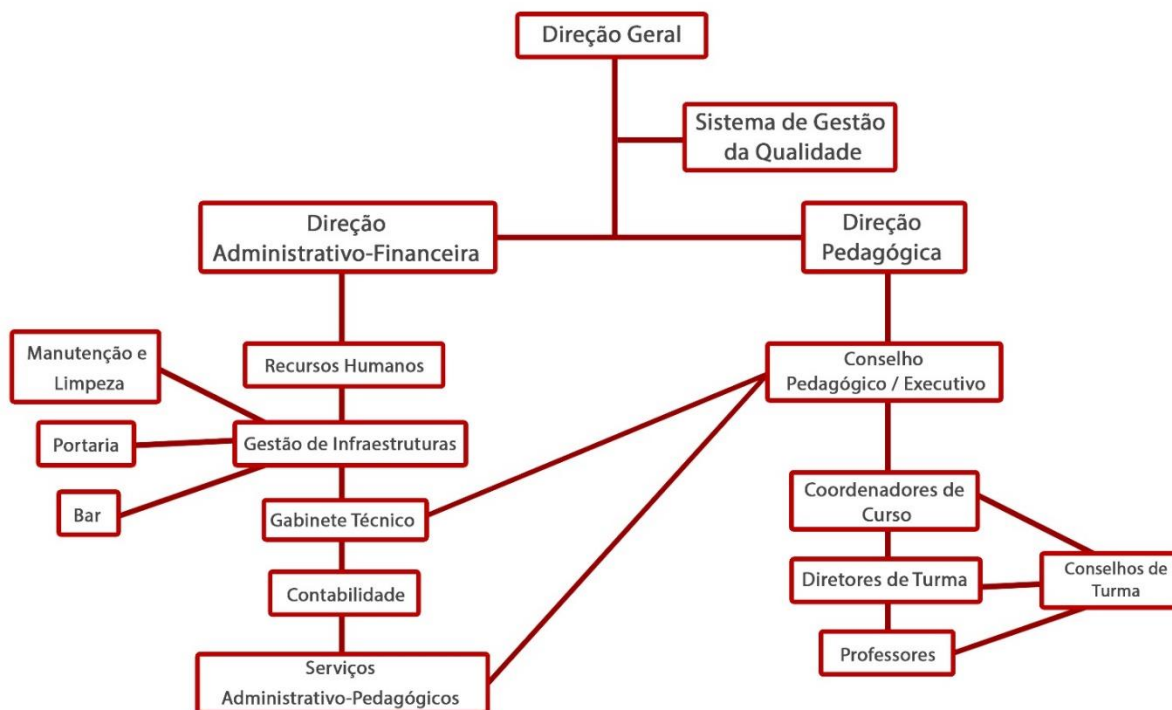 Direção Geral
Sistema de Gestão
da Qualidade
Direção
Administrativo-Financeira
Direção
Pedagógica
Manutenção e
Limpeza
Recursos Humanos
Conselho
Pedagógico / Executivo
Portaria
Gestão de Infraestruturas
Bar
Gabinete Técnico
Coordenadores de
Curso
Contabilidade
Diretores de Turma
Conselhos de
Turma
Professores
Serviços
Administrativo-Pedagógicos